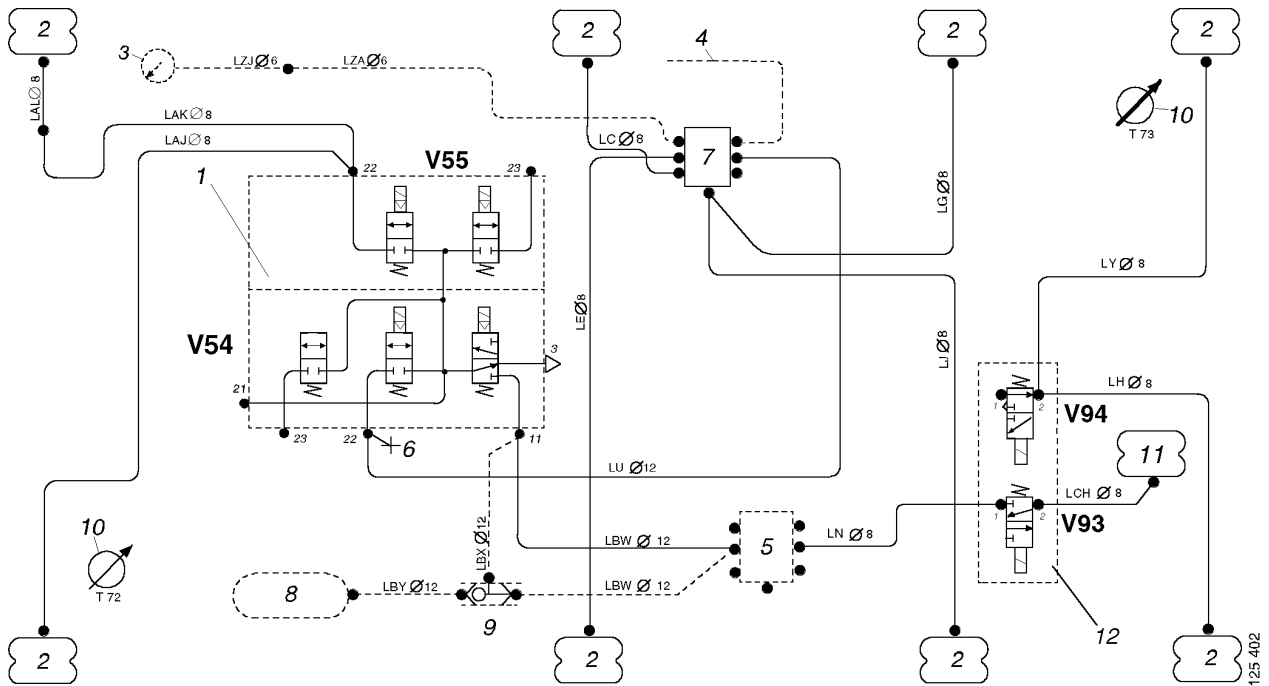 2
2
2
2
3
LZJ Ø 6
LZA Ø 6
4
LAL Ø 8
10
T 73
LAK Ø 8
LAJ Ø 8
LC Ø 8
7
1
V55
22
23
LG Ø 8
LY Ø 8
LE Ø 8
V54
3
LJ Ø 8
21
1
2
LH Ø 8
V94
23
22
6
11
11
LU Ø 12
LCH Ø 8
1
2
V93
10
T 72
LBX Ø 12
LBW Ø 12
5
LN Ø 8
8
LBY Ø 12
LBW Ø 12
9
12
2
2
2
2
125 402